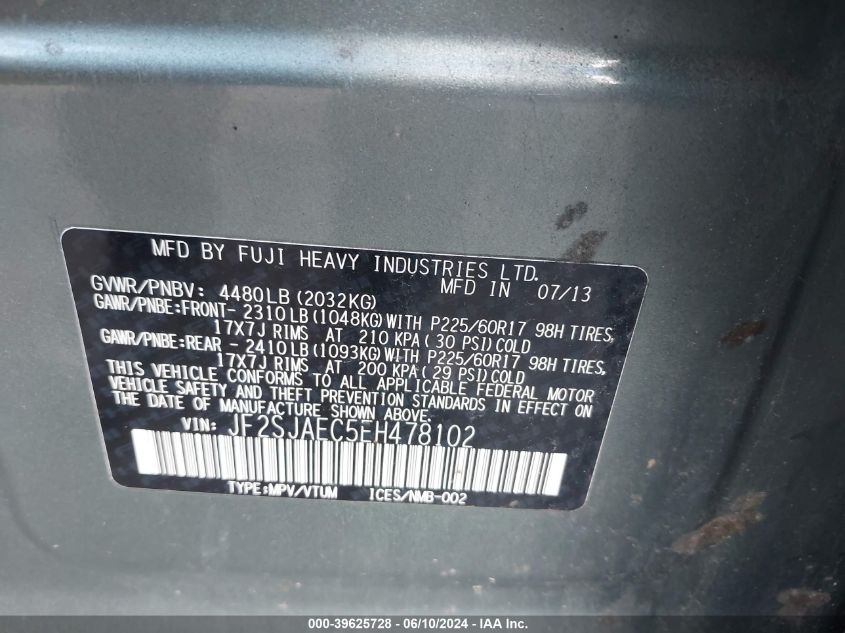 MFD BY FUJI HEAVY INDUSTRIES LTD.
MFD IN 07/13
GVWR/PNBV: 4480LB (2032KG)
GAWR/PNBE:FRONT- 2310 LB (1048KG) WITH P225/60R17 98H TIRES,
17X7J RIMS AT 210 KPA ( 30 PSI) COLD
GAWR/PNBE:REAR - 2410 LB (1093KG) WITH P225/60R17 98H TIRES,
17X7J RIMS AT 200 KPA ( 29 PSI) COLD
THIS VEHICLE CONFORMS TO ALL APPLICABLE FEDERAL MOTOR
VEHICLE SAFETY AND THEFT PREVENTION STANDARDS IN EFFECT ON
THE DATE OF MANUFACTURE SHOWN ABOVE.
VIN: JF2SJAEC5EH478102
TYPE:MPV/VTUM ICES/NMB-002
000-39625728 - 06/10/2024 - IAA Inc.